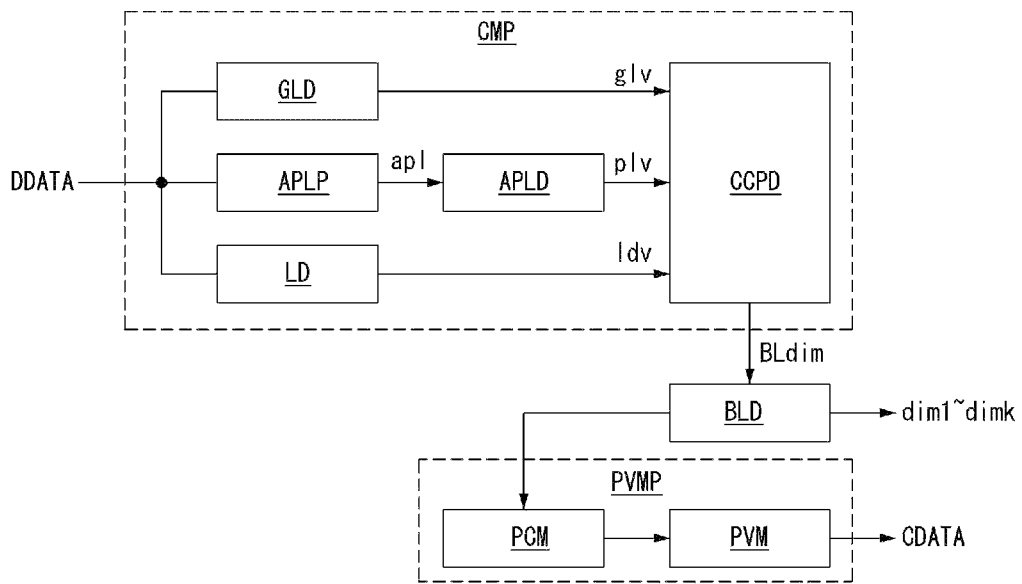 CMP
GLD
glv
DDATA
APLP
apl
APLD
plv
CCPD
LD
ldv
BLdim
BLD
dim1~dimk
PVMP
PCM
PVM
CDATA